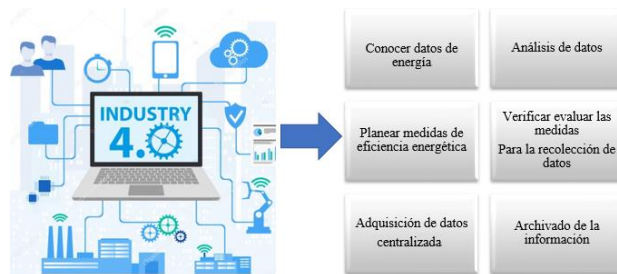 INDUSTRY
4.0
Conocer datos de
energía
Análisis de datos
Planear medidas de
eficiencia energética
Verificar evaluar las
medidas
Para la recolección de
datos
Adquisición de datos
centralizada
Archivado de la
información